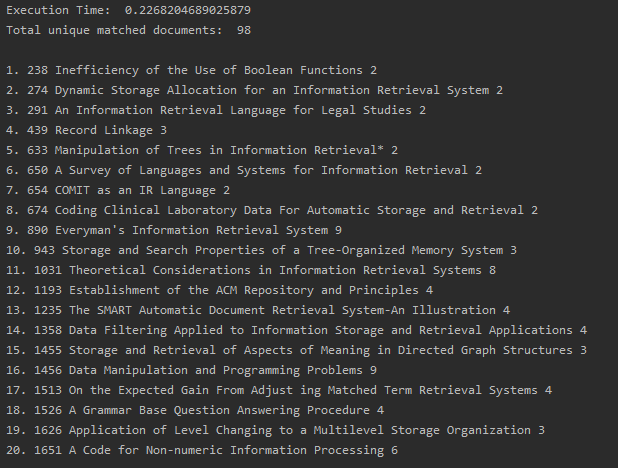 Execution Time:  0.2268204689025879
Total unique matched documents:  98
1. 238 Inefficiency of the Use of Boolean Functions 2
2. 274 Dynamic Storage Allocation for an Information Retrieval System 2
3. 291 An Information Retrieval Language for Legal Studies 2
4. 439 Record Linkage 3
5. 633 Manipulation of Trees in Information Retrieval* 2
6. 650 A Survey of Languages and Systems for Information Retrieval 2
7. 654 COMIT as an IR Language 2
8. 674 Coding Clinical Laboratory Data For Automatic Storage and Retrieval 2
9. 890 Everyman's Information Retrieval System 9
10. 943 Storage and Search Properties of a Tree-Organized Memory System 3
11. 1031 Theoretical Considerations in Information Retrieval Systems 8
12. 1193 Establishment of the ACM Repository and Principles 4
13. 1235 The SMART Automatic Document Retrieval System-An Illustration 4
14. 1358 Data Filtering Applied to Information Storage and Retrieval Applications 4
15. 1455 Storage and Retrieval of Aspects of Meaning in Directed Graph Structures 3
16. 1456 Data Manipulation and Programming Problems 9
17. 1513 On the Expected Gain From Adjust ing Matched Term Retrieval Systems 4
18. 1526 A Grammar Base Question Answering Procedure 4
19. 1626 Application of Level Changing to a Multilevel Storage Organization 3
20. 1651 A Code for Non-numeric Information Processing 6